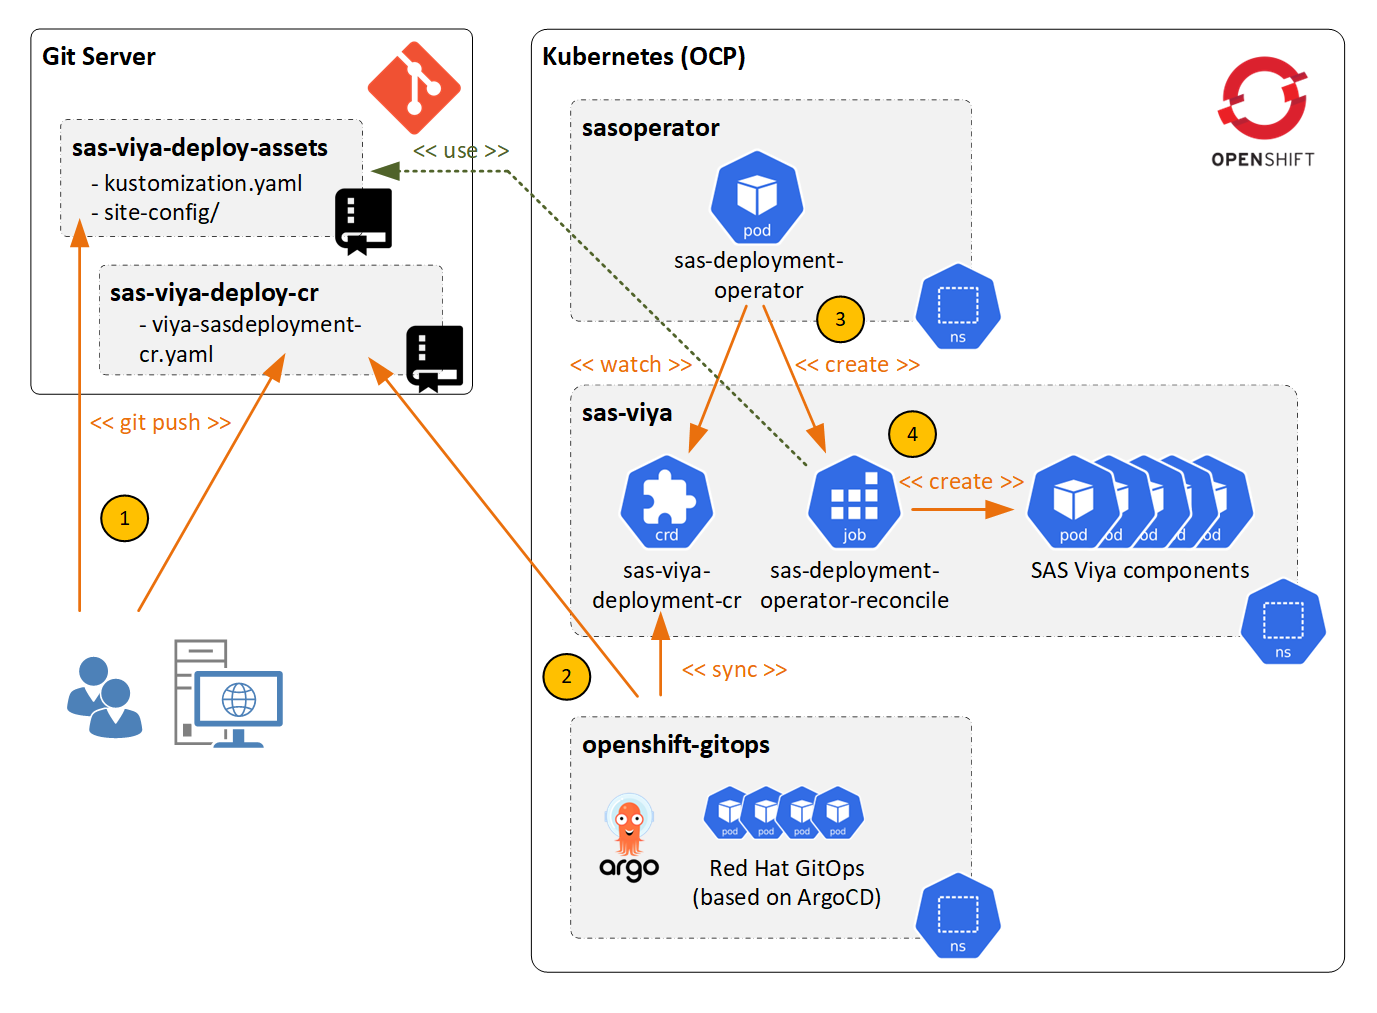 Git Server
sas-viya-deploy-assets
- kustomization.yaml
- site-config/
sas-viya-deploy-cr
- viya-sasdeployment-
cr.yaml
<< git push >>
1
<< use >>
Kubernetes (OCP)
OPENSHIFT
sasoperator
pod
sas-deployment-
operator
ns
3
<< watch >>
<< create >>
sas-viya
4
<< create >>
crd
job
pod
od
od
d
od
sas-viya-
deployment-cr
sas-deployment-
operator-reconcile
SAS Viya components
ns
2
<< sync >>
openshift-gitops
argo
pod
pod
pod
pod
Red Hat GitOps
(based on ArgoCD)
ns